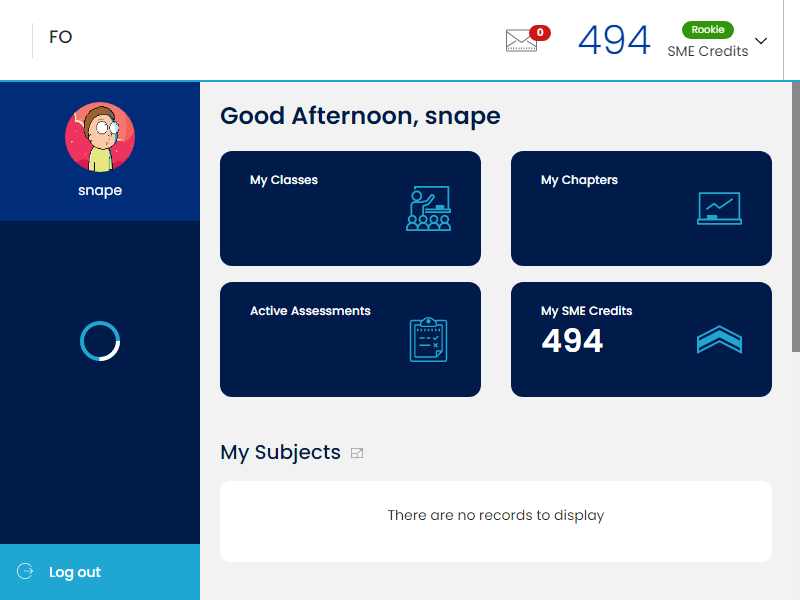 FO
0
494
Rookie
SME Credits
snape
Good Afternoon, snape
My Classes
My Chapters
Active Assessments
My SME Credits
494
My Subjects
There are no records to display
Log out